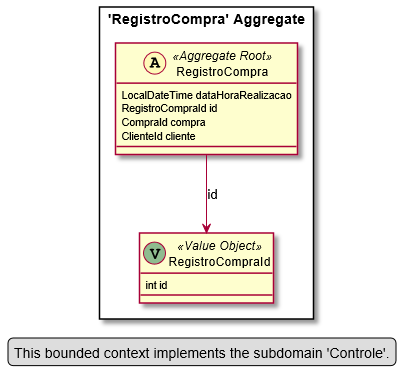 'RegistroCompra' Aggregate
A
«Aggregate Root»
RegistroCompra
LocalDateTime dataHoraRealizacao
RegistroCompraId id
CompraId compra
ClienteId cliente
id
V
«Value Object»
RegistroCompraId
int id
This bounded context implements the subdomain 'Controle'.